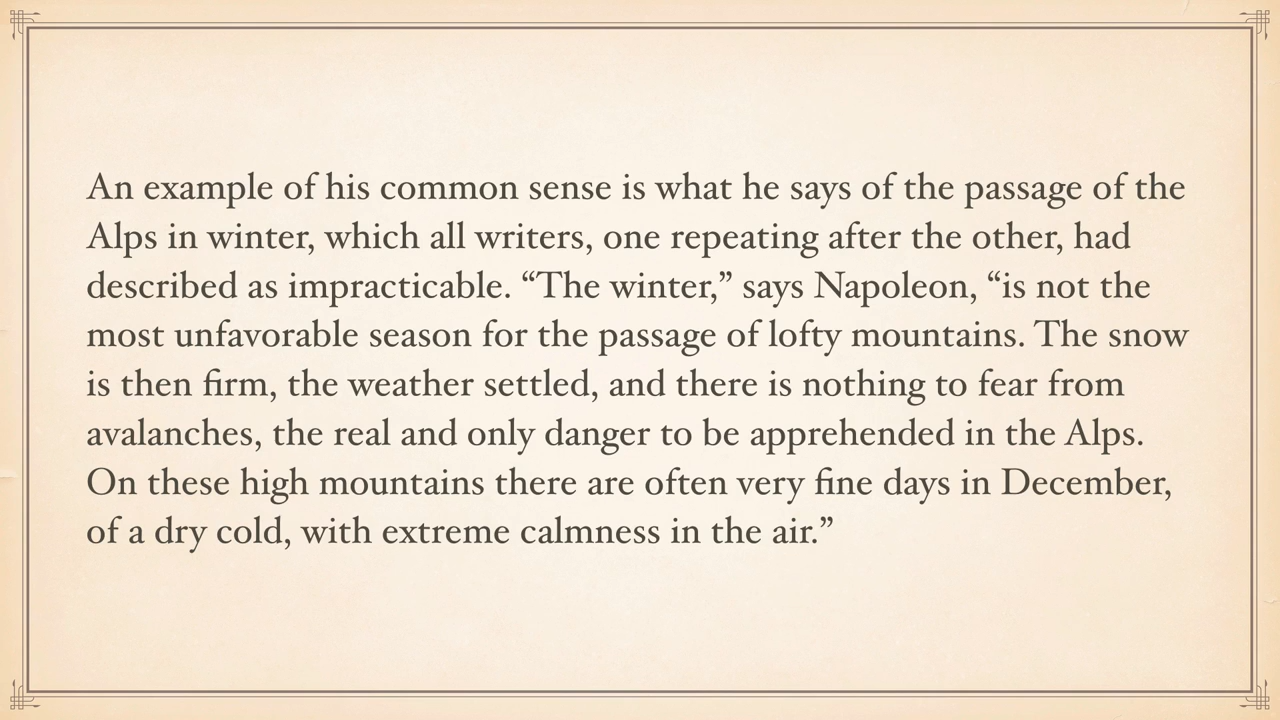 An example of his common sense is what he says of the passage of the
Alps in winter, which all writers, one repeating after the other, had
described as impracticable. “The winter,” says Napoleon, “is not the
most unfavorable season for the passage of lofty mountains. The snow
is then firm, the weather settled, and there is nothing to fear from
avalanches, the real and only danger to be apprehended in the Alps.
On these high mountains there are often very fine days in December,
of a dry cold, with extreme calmness in the air.”